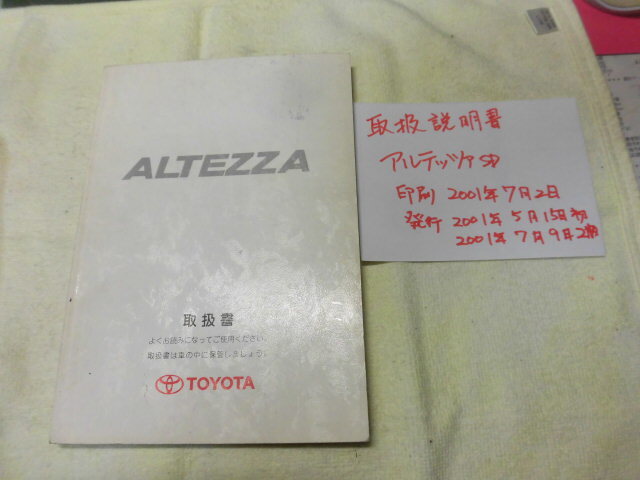 ALTEZZA
取扱書
よくお読みになってご使用ください。
取扱書は車の中に保管しましょう。
TOYOTA
取扱説明書
アルテッツァ SD
印刷 2001年7月2日
発行 2001年5月15日初
2001年7月9日2版